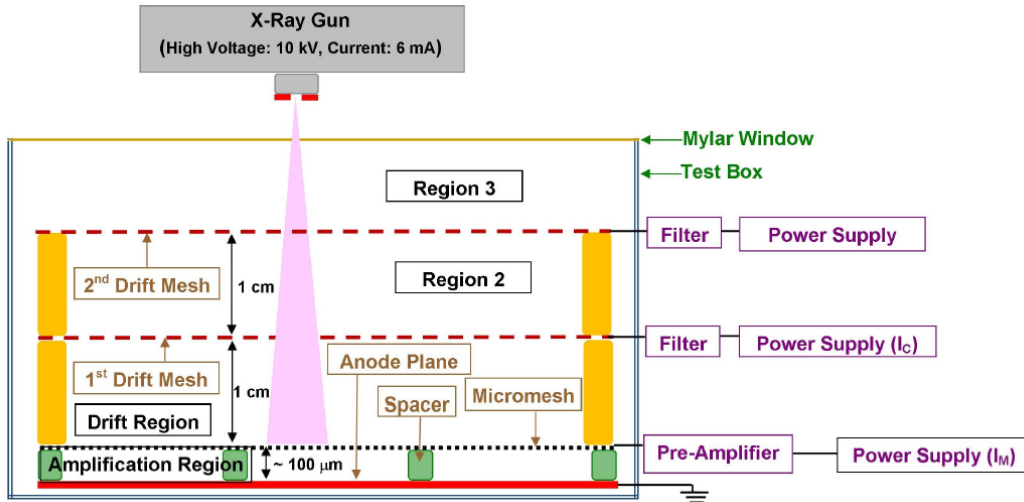 X-Ray Gun
(High Voltage: 10 kV, Current: 6 mA)
Mylar Window
Test Box
Region 3
Filter
Power Supply
2nd Drift Mesh
1 cm
Region 2
Filter
Power Supply (IC)
1st Drift Mesh
1 cm
Anode Plane
Spacer
Micromesh
Drift Region
Amplification Region
~ 100 μm
Pre-Amplifier
Power Supply (IM)